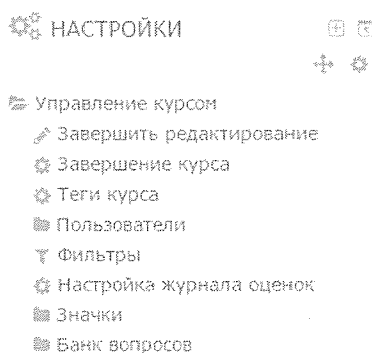 НАСТРОЙКИ
Управление курсом
Завершить редактирование
Завершение курса
Теги курса
Пользователи
Фильтры
Настройка журнала оценок
Значки
Банк вопросов